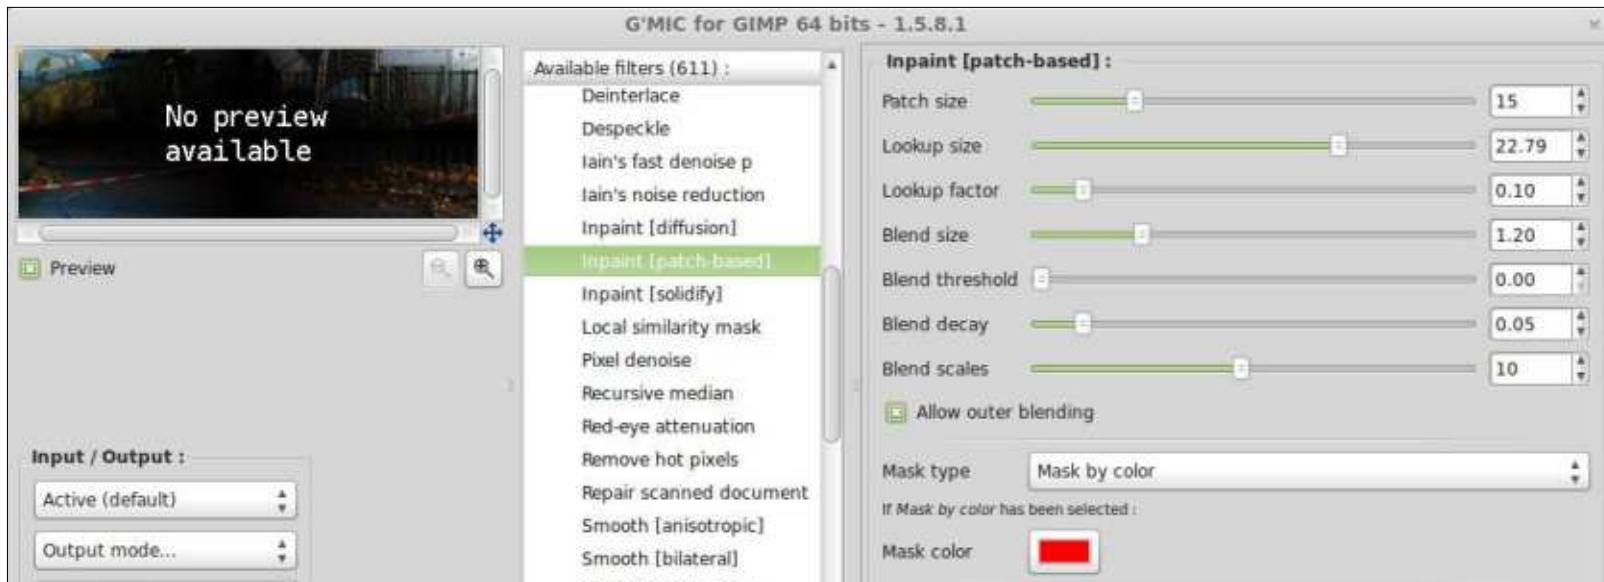 G'MIC for GIMP 64 bits - 1.5.8.1
No preview
available
Preview
Input / Output :
Active (default)
Output mode...
Available filters (611) :
Deinterlace
Despeckle
Iain's fast denoise p
Iain's noise reduction
Inpaint [diffusion]
Inpaint [patch-based]
Inpaint [solidify]
Local similarity mask
Pixel denoise
Recursive median
Red-eye attenuation
Remove hot pixels
Repair scanned document
Smooth [anisotropic]
Smooth [bilateral]
Inpaint [patch-based] :
Patch size 15
Lookup size 22.79
Lookup factor 0.10
Blend size 1.20
Blend threshold 0.00
Blend decay 0.05
Blend scales 10
Allow outer blending
Mask type Mask by color
If Mask by color has been selected :
Mask color